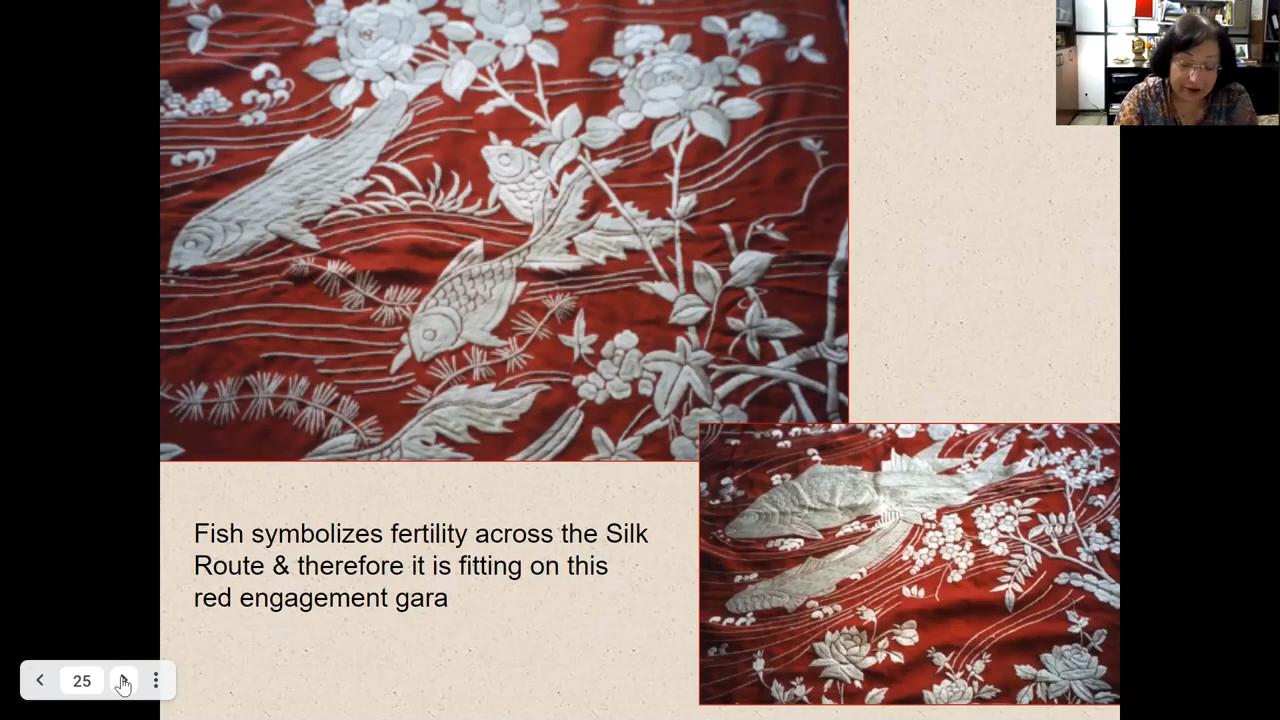 Fish symbolizes fertility across the Silk
Route & therefore it is fitting on this
red engagement gara
25